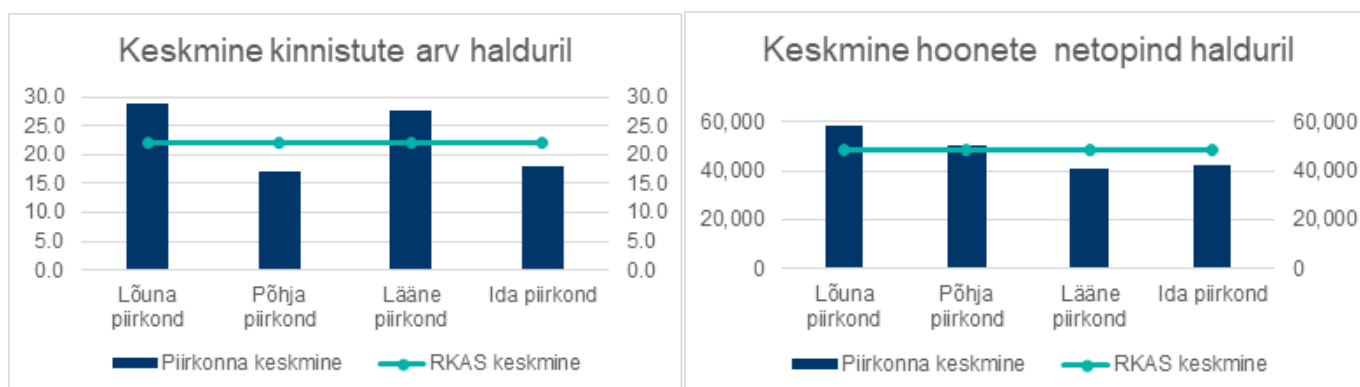 Keskmine kinnistute arv halduril
30.0 30.0
25.0 25.0
20.0 20.0
15.0 15.0
10.0 10.0
5.0 5.0
0.0 0.0
Lõuna piirkond Põhja piirkond Lääne piirkond Ida piirkond
Piirkonna keskmine RKAS keskmine
Keskmine hoonete netopind halduril
60,000 60,000
40,000 40,000
20,000 20,000
0 0
Lõuna piirkond Põhja piirkond Lääne piirkond Ida piirkond
Piirkonna keskmine RKAS keskmine